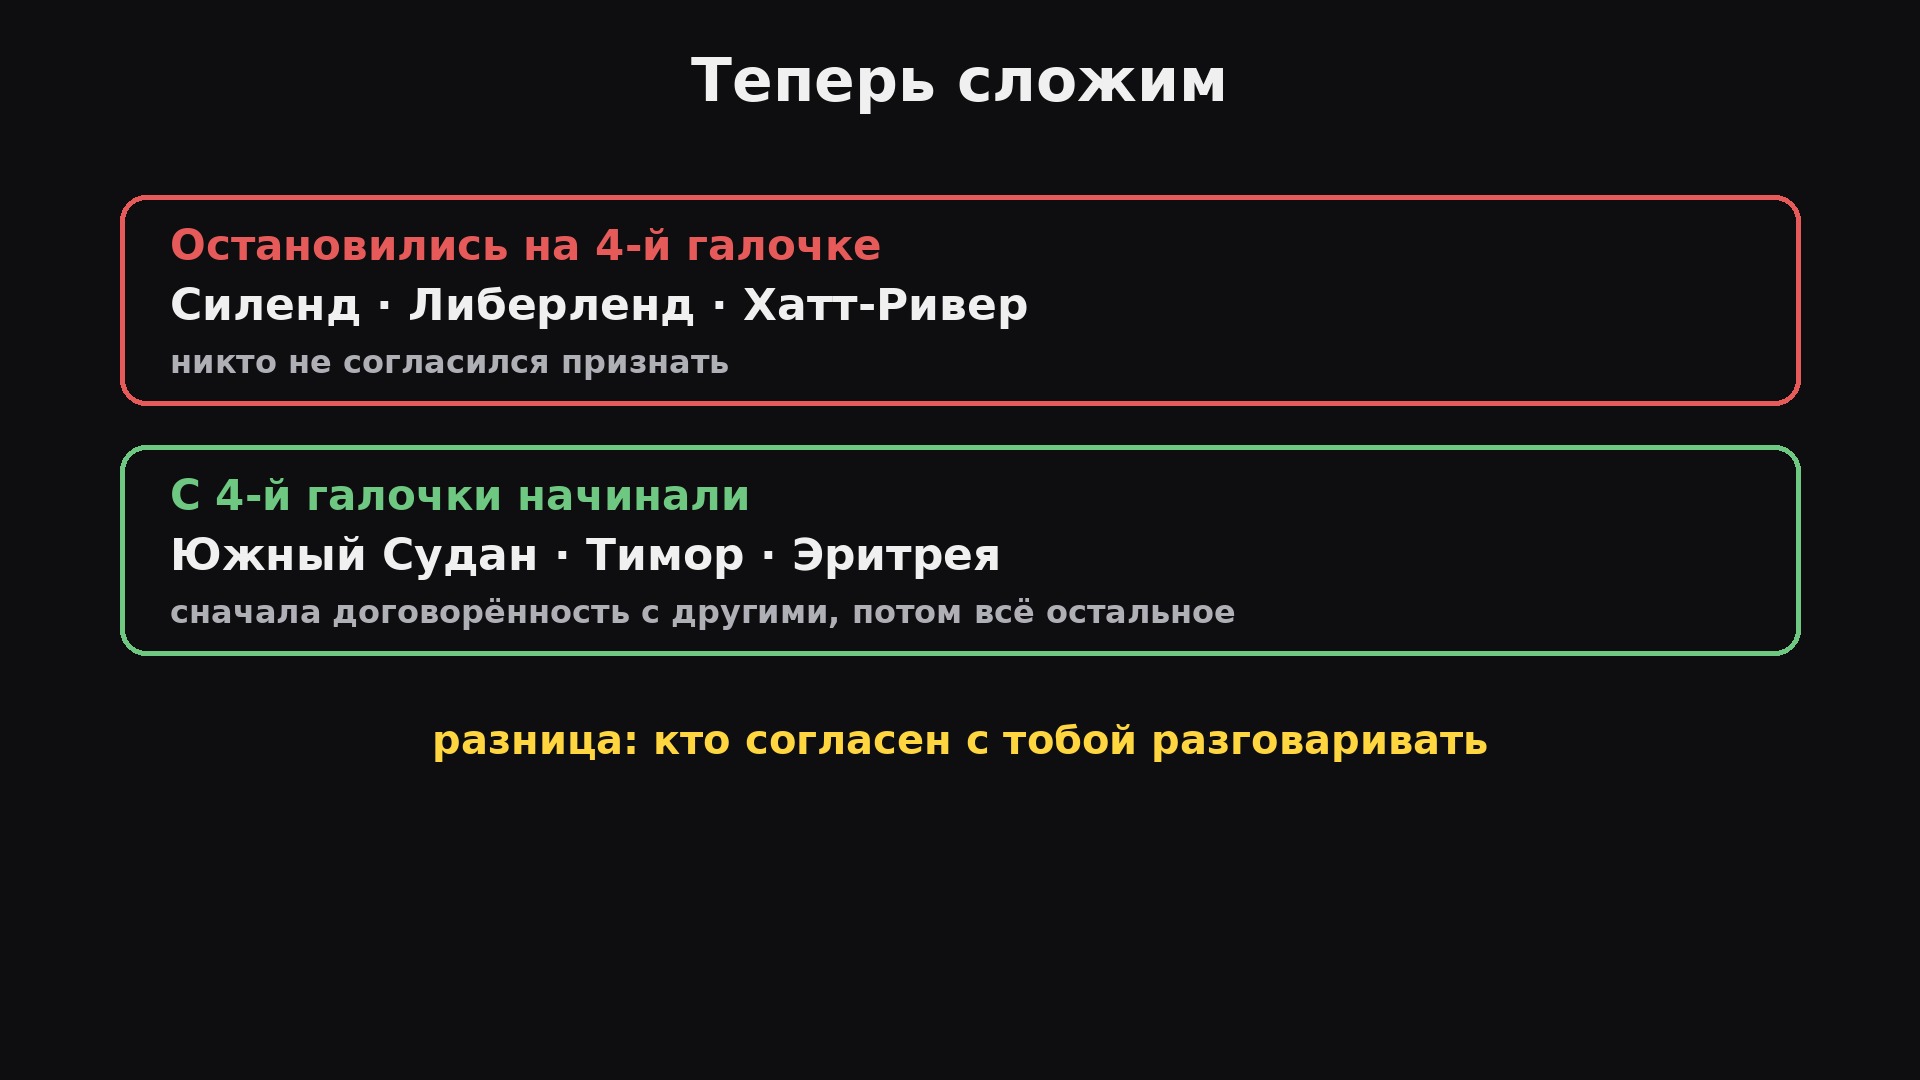 Теперь сложим
Остановились на 4-й галочке
Силенд · Либерленд · Хатт-Ривер
никто не согласился признать
С 4-й галочки начинали
Южный Судан · Тимор · Эритрея
сначала договорённость с другими, потом всё остальное
разница: кто согласен с тобой разговаривать